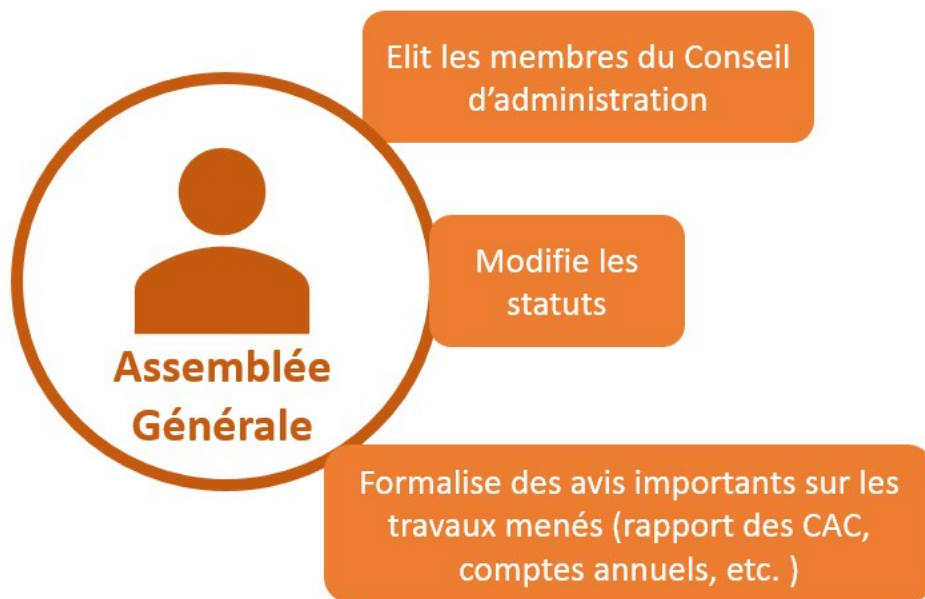 Elit les membres du Conseil
d’administration
Modifie les
statuts
Assemblée
Générale
Formalise des avis importants sur les
travaux menés (rapport des CAC,
comptes annuels, etc. )